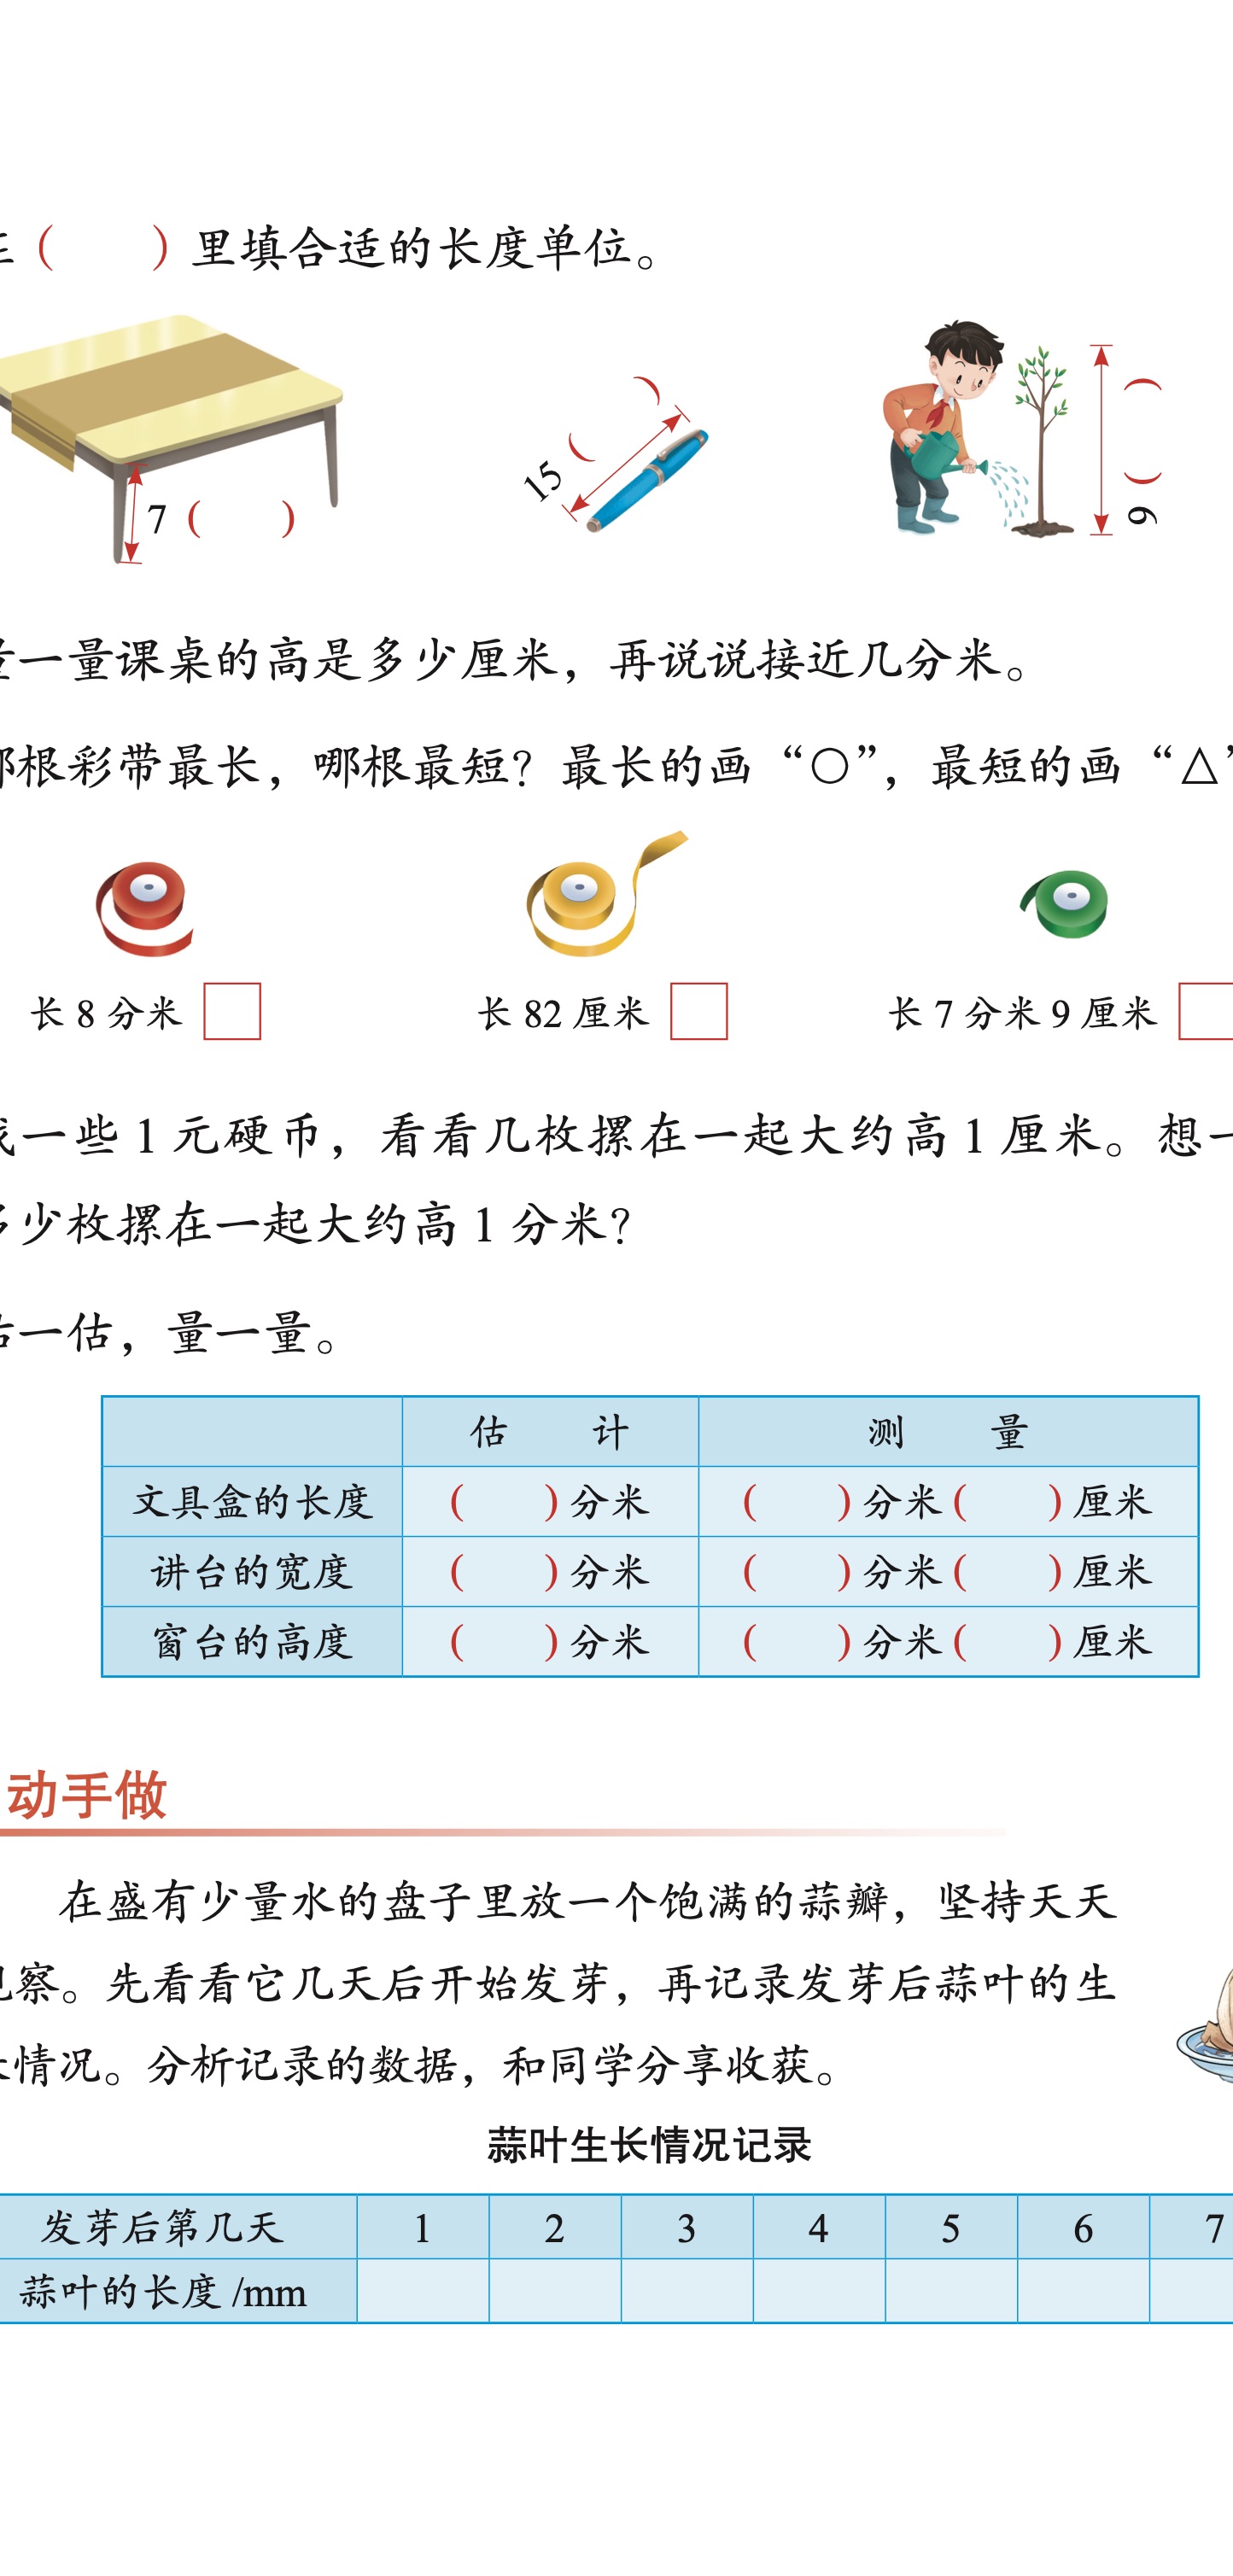 (　　) 里填合适的长度单位。
7 (　　)
15 (　　)
9 (　　)
一量课桌的高是多少厘米，再说说接近几分米。
根彩带最长，哪根最短？最长的画“○”，最短的画“△”
长 8 分米 □
长 82 厘米 □
长 7 分米 9 厘米 □
一些 1 元硬币，看看几枚摞在一起大约高 1 厘米。想一
少枚摞在一起大约高 1 分米？
一估，量一量。
估　计　测　量
文具盒的长度 (　　)分米 (　　)分米(　　)厘米
讲台的宽度 (　　)分米 (　　)分米(　　)厘米
窗台的高度 (　　)分米 (　　)分米(　　)厘米
动手做
在盛有少量水的盘子里放一个饱满的蒜瓣，坚持天天
察。先看看它几天后开始发芽，再记录发芽后蒜叶的生
情况。分析记录的数据，和同学分享收获。
蒜叶生长情况记录
发芽后第几天 1 2 3 4 5 6 7
蒜叶的长度 /mm